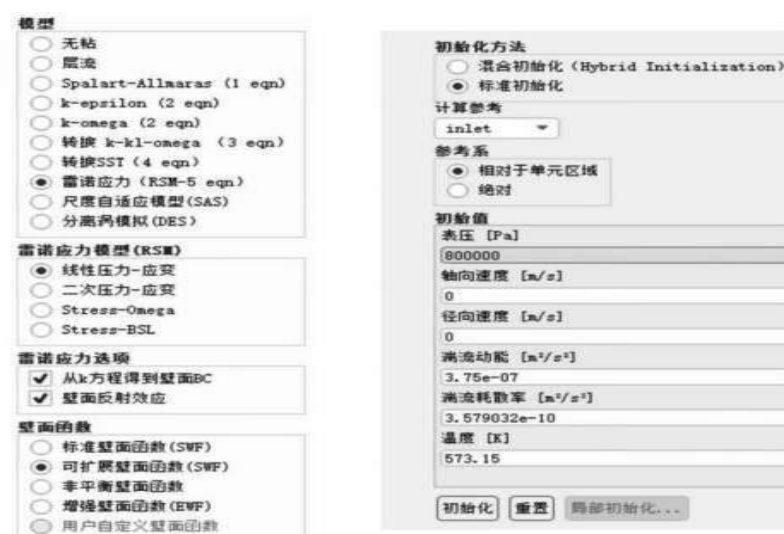 模型
无粘
层流
Spalart-Allmaras (1 eqn)
k-epsilon (2 eqn)
k-omega (2 eqn)
转捩 k-kl-omega (3 eqn)
转捩SST (4 eqn)
雷诺应力 (RSM-5 eqn)
尺度自适应模型(SAS)
分离涡模拟(DES)
雷诺应力模型(RSM)
线性压力-应变
二次压力-应变
Stress-Omega
Stress-BSL
雷诺应力选项
从k方程得到壁面BC
壁面反射效应
壁面函数
标准壁面函数(SWF)
可扩展壁面函数(SWF)
非平衡壁面函数
增强壁面函数(EWF)
用户自定义壁面函数
初始化方法
混合初始化 (Hybrid Initialization)
标准初始化
计算参考
inlet
参考系
相对于单元区域
绝对
初始值
表压 [Pa]
800000
轴向速度 [m/s]
0
径向速度 [m/s]
0
湍流动能 [m²/s²]
3.75e-07
湍流耗散率 [m²/s³]
3.579032e-10
温度 [K]
573.15
初始化 重置 局部初始化...